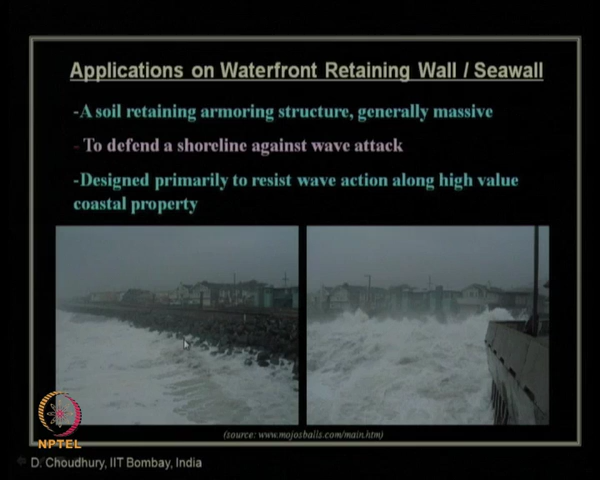 Applications on Waterfront Retaining Wall / Seawall
-A soil retaining armoring structure, generally massive
- To defend a shoreline against wave attack
-Designed primarily to resist wave action along high value
coastal property
(source: www.mojosballs.com/main.htm)
NPTEL
D. Choudhury, IIT Bombay, India